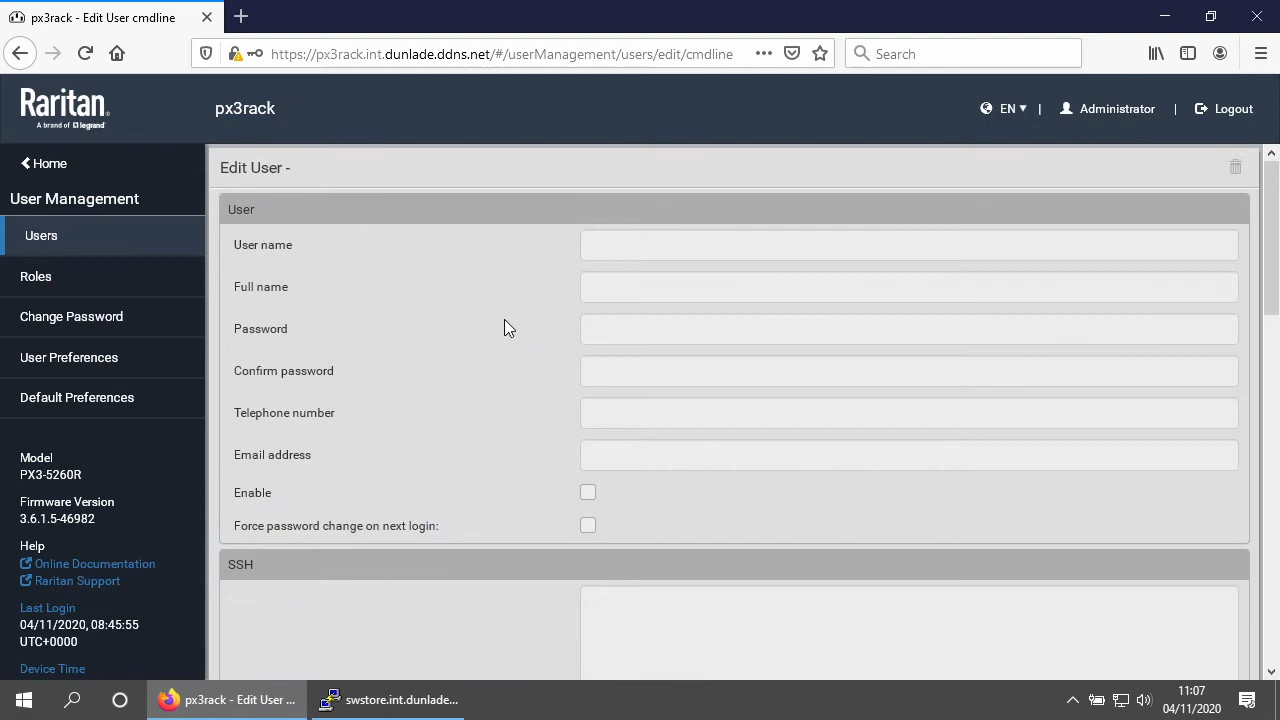 px3rack - Edit User cmdline
https://px3rack.int.dunlade.ddns.net/#/userManagement/users/edit/cmdline
Search
Raritan.
A brand of legrand
px3rack
EN
Administrator
Logout
Home
User Management
Users
Roles
Change Password
User Preferences
Default Preferences
Model
PX3-5260R
Firmware Version
3.6.1.5-46982
Help
Online Documentation
Raritan Support
Last Login
04/11/2020, 08:45:55
UTC+0000
Device Time
Edit User -
User
User name
Full name
Password
Confirm password
Telephone number
Email address
Enable
Force password change on next login:
SSH
px3rack - Edit User ...
swstore.int.dunlade...
11:07
04/11/2020